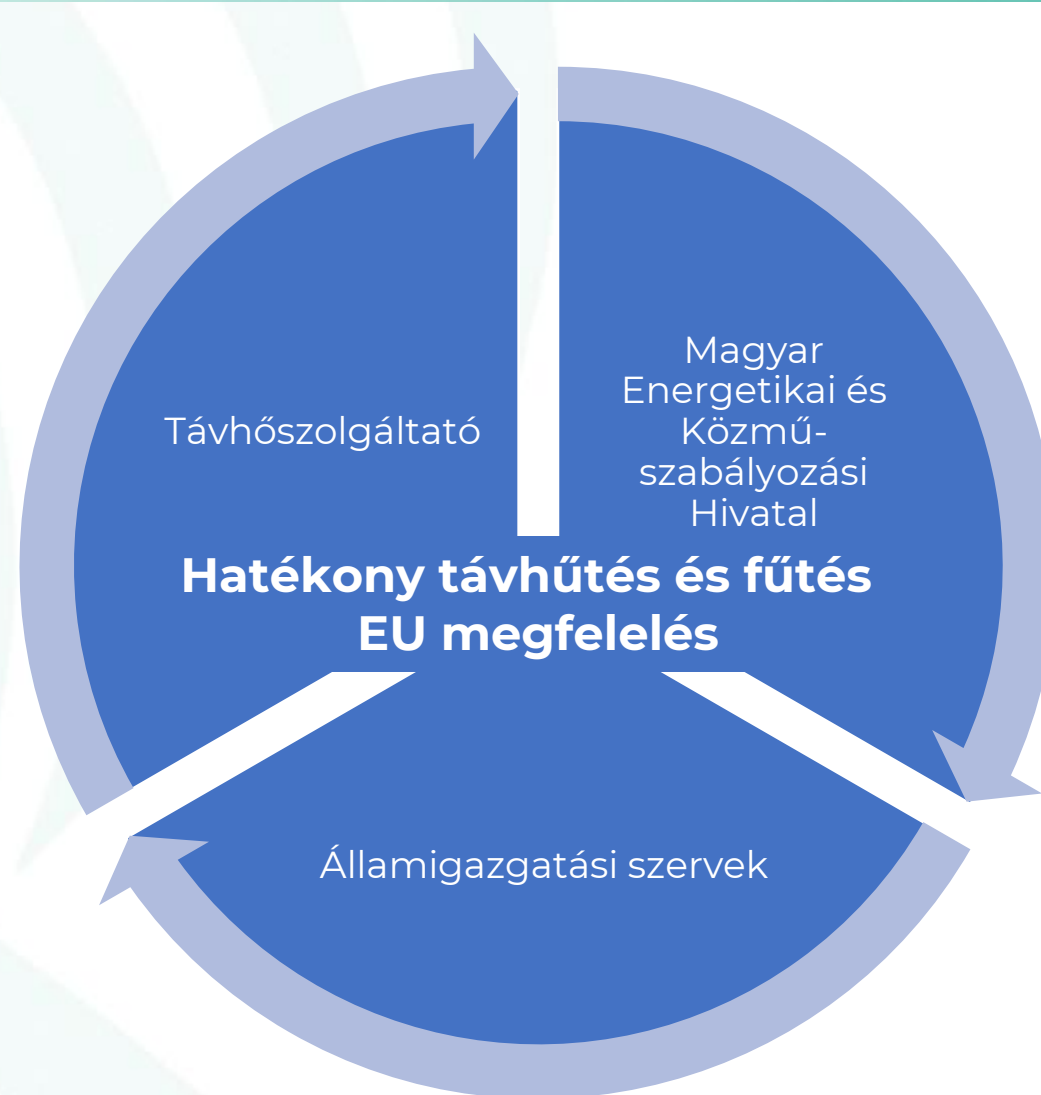 Távhőszolgáltató
Magyar
Energetikai és
Közmű-
szabályozási
Hivatal
Hatékony távhűtés és fűtés
EU megfelelés
Államigazgatási szervek